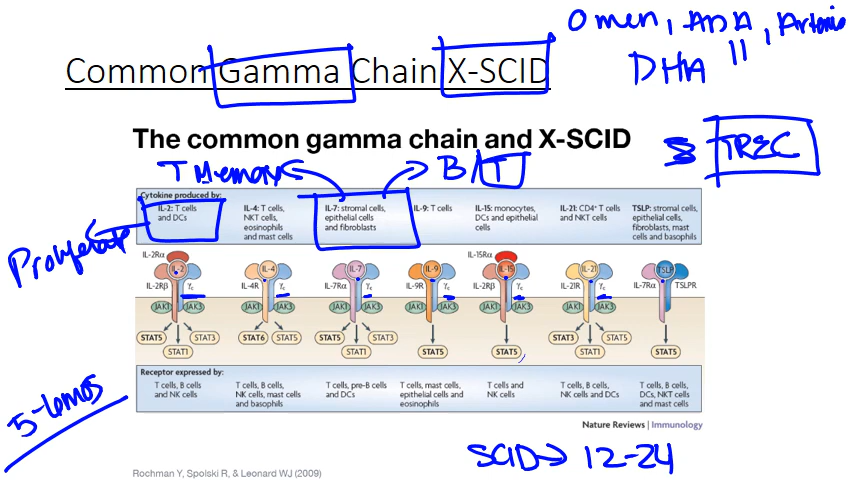 Omen, ADA, Artemis
DHA "
Common Gamma Chain X-SCID
The common gamma chain and X-SCID
TREC
T Memory
B/T
Cytokine produced by:
IL-2: T cells and DCs
IL-4: T cells, NKT cells, eosinophils and mast cells
IL-7: stromal cells, epithelial cells and fibroblasts
IL-9: T cells
IL-15: monocytes, DCs and epithelial cells
IL-21: CD4⁺ T cells and NKT cells
TSLP: stromal cells, epithelial cells, fibroblasts, mast cells and basophils
Proliferate
IL-2Rα
IL-15Rα
IL-2 IL-4 IL-7 IL-9 IL-15 IL-21 TSLP
IL-2Rβ γc IL-4R γc IL-7Rα γc IL-9R γc IL-2Rβ γc IL-21R γc IL-7Rα TSLPR
JAK1 JAK3 JAK1 JAK3 JAK1 JAK3 JAK1 JAK3 JAK1 JAK3 JAK1 JAK3
STAT5 STAT3 STAT6 STAT5 STAT5 STAT3 STAT5 STAT5 STAT3 STAT5 STAT5
STAT1 STAT1 STAT1
Receptor expressed by:
T cells, B cells and NK cells
T cells, B cells, NK cells, mast cells and basophils
T cells, pre-B cells and DCs
T cells, mast cells, epithelial cells and eosinophils
T cells and NK cells
T cells, B cells, NK cells and DCs
T cells, B cells, DCs, NKT cells and mast cells
Nature Reviews | Immunology
SCID → 12-24
Rochman Y, Spolski R, & Leonard WJ (2009)